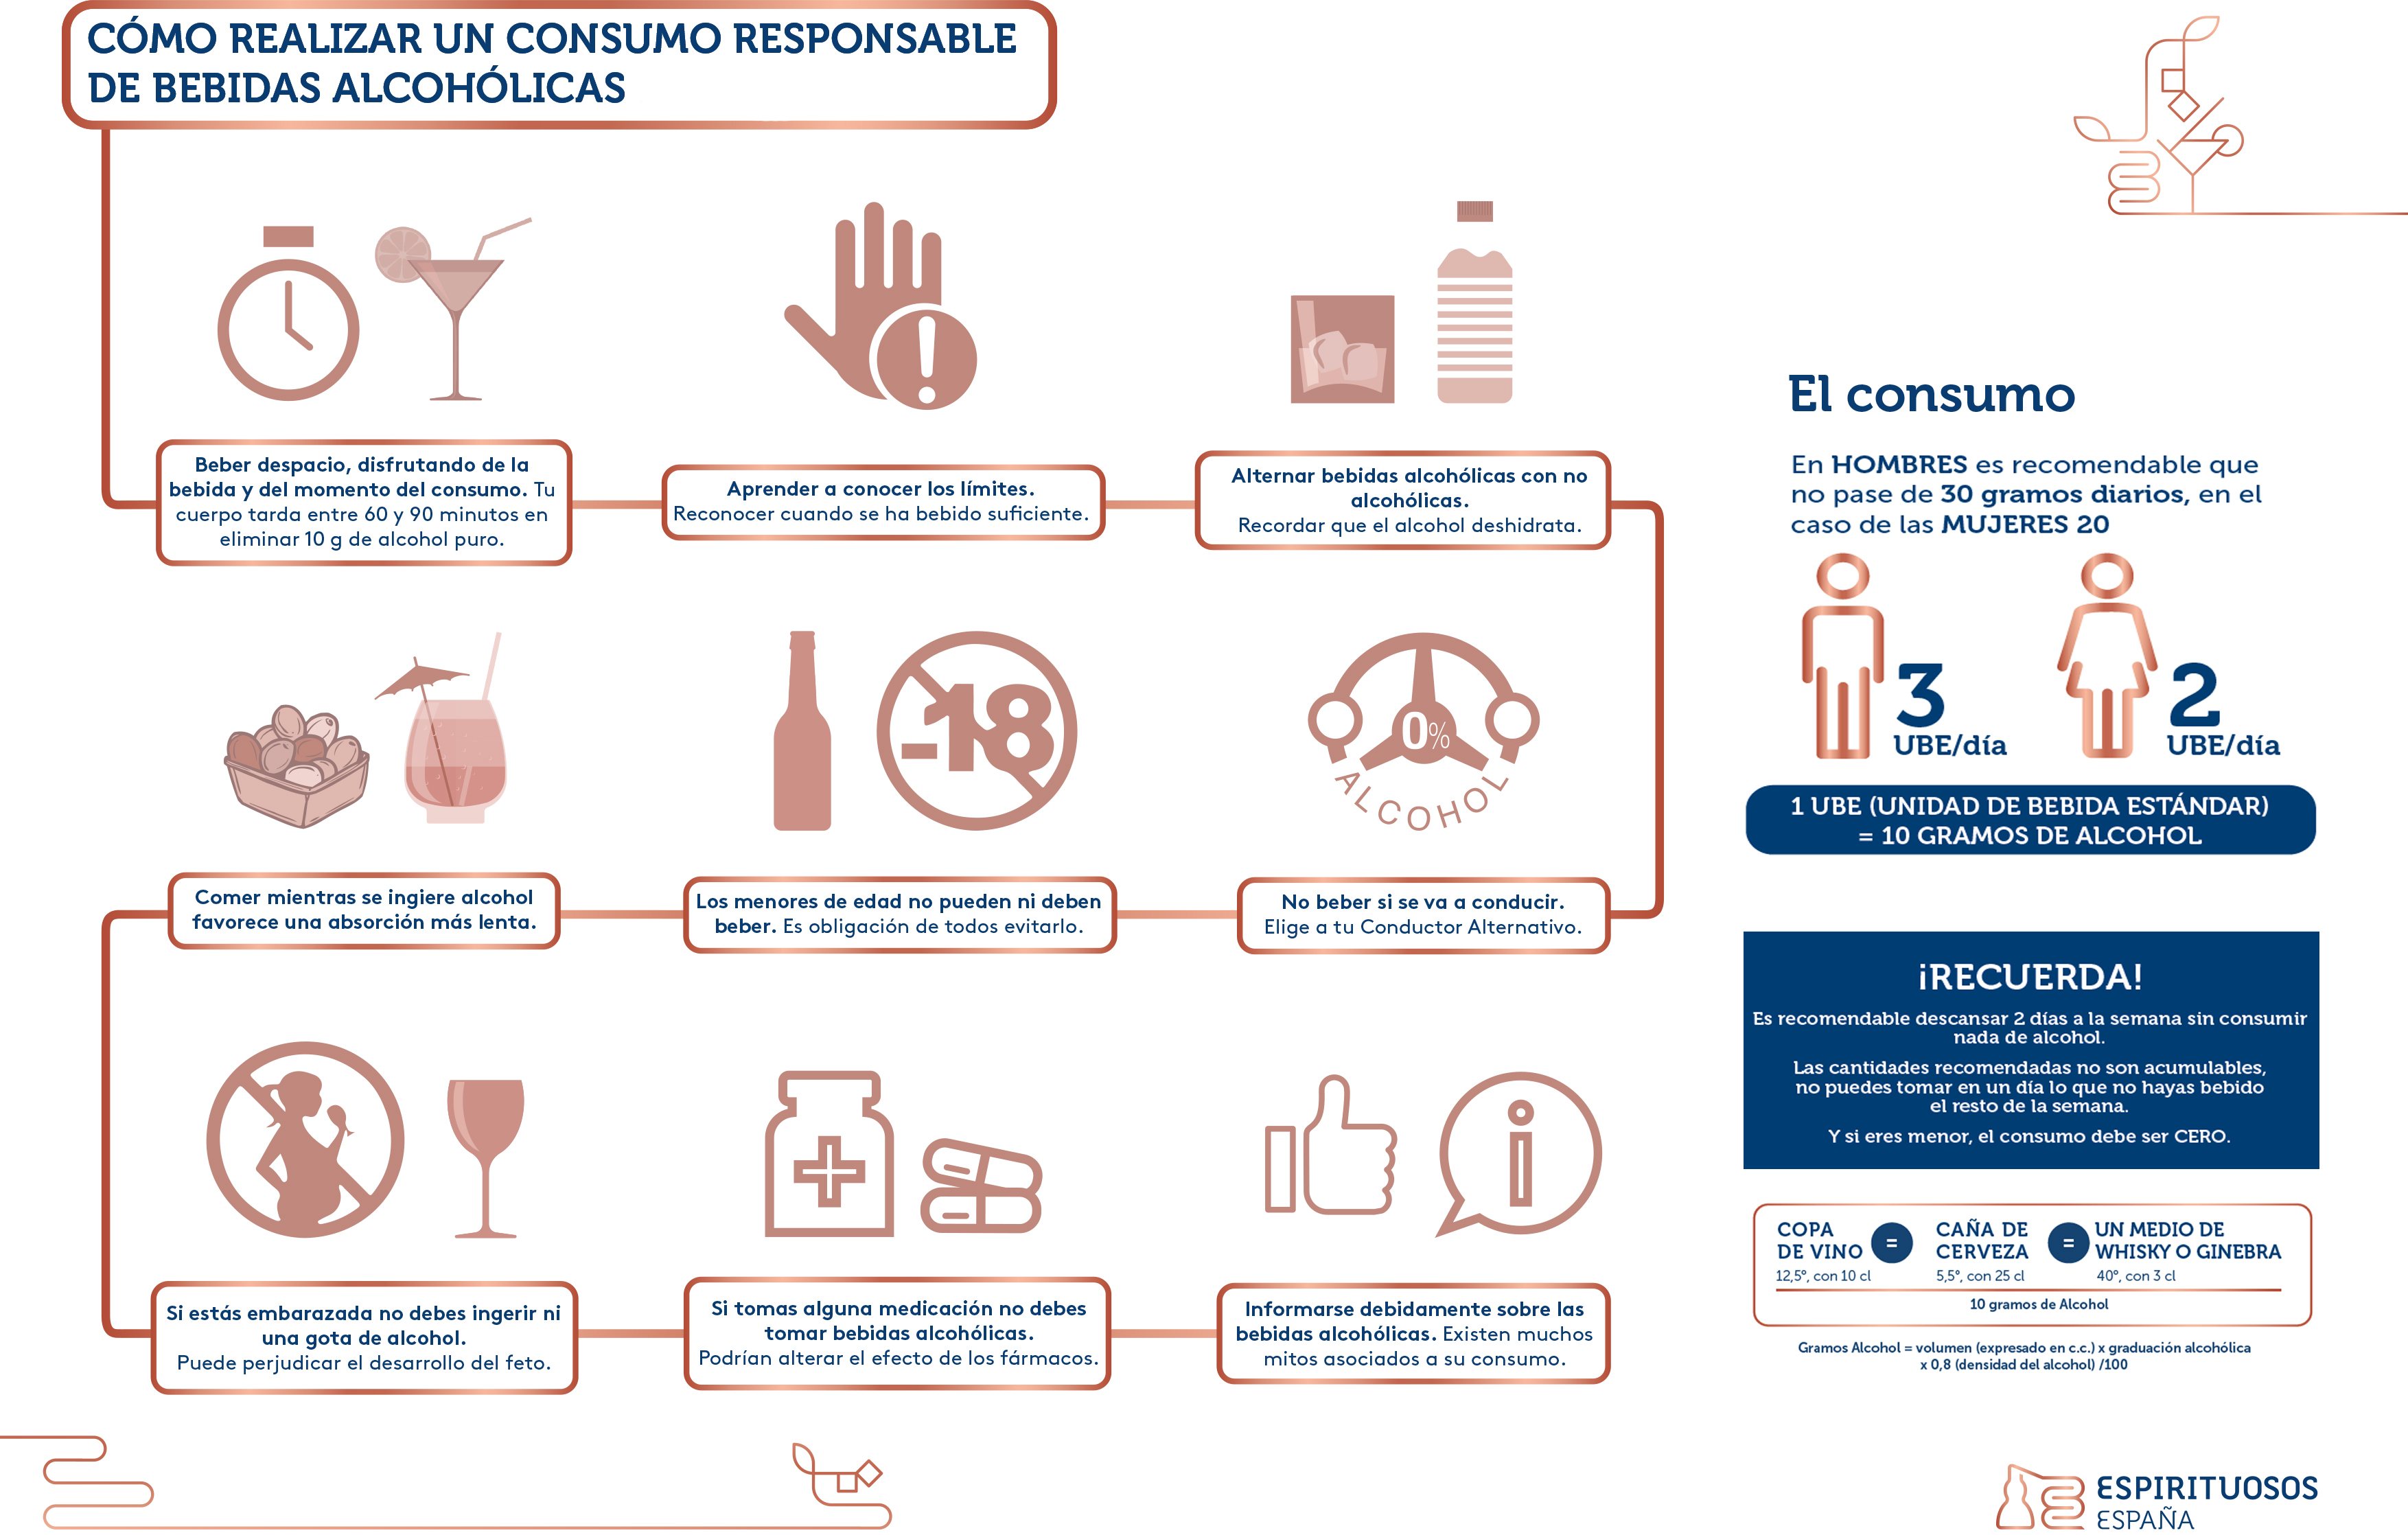 CÓMO REALIZAR UN CONSUMO RESPONSABLE
DE BEBIDAS ALCOHÓLICAS
Beber despacio, disfrutando de la
bebida y del momento del consumo. Tu
cuerpo tarda entre 60 y 90 minutos en
eliminar 10 g de alcohol puro.
Aprender a conocer los límites.
Reconocer cuando se ha bebido suficiente.
Alternar bebidas alcohólicas con no
alcohólicas.
Recordar que el alcohol deshidrata.
-18
0%
ALCOHOL
Comer mientras se ingiere alcohol
favorece una absorción más lenta.
Los menores de edad no pueden ni deben
beber. Es obligación de todos evitarlo.
No beber si se va a conducir.
Elige a tu Conductor Alternativo.
Si estás embarazada no debes ingerir ni
una gota de alcohol.
Puede perjudicar el desarrollo del feto.
Si tomas alguna medicación no debes
tomar bebidas alcohólicas.
Podrían alterar el efecto de los fármacos.
Informarse debidamente sobre las
bebidas alcohólicas. Existen muchos
mitos asociados a su consumo.
El consumo
En HOMBRES es recomendable que
no pase de 30 gramos diarios, en el
caso de las MUJERES 20
3
UBE/día
2
UBE/día
1 UBE (UNIDAD DE BEBIDA ESTÁNDAR)
= 10 GRAMOS DE ALCOHOL
¡RECUERDA!
Es recomendable descansar 2 días a la semana sin consumir
nada de alcohol.
Las cantidades recomendadas no son acumulables,
no puedes tomar en un día lo que no hayas bebido
el resto de la semana.
Y si eres menor, el consumo debe ser CERO.
COPA
DE VINO
12,5°, con 10 cl
=
CAÑA DE
CERVEZA
5,5°, con 25 cl
=
UN MEDIO DE
WHISKY O GINEBRA
40°, con 3 cl
10 gramos de Alcohol
Gramos Alcohol = volumen (expresado en c.c.) x graduación alcohólica
x 0,8 (densidad del alcohol) /100
ESPIRITUOSOS
ESPAÑA